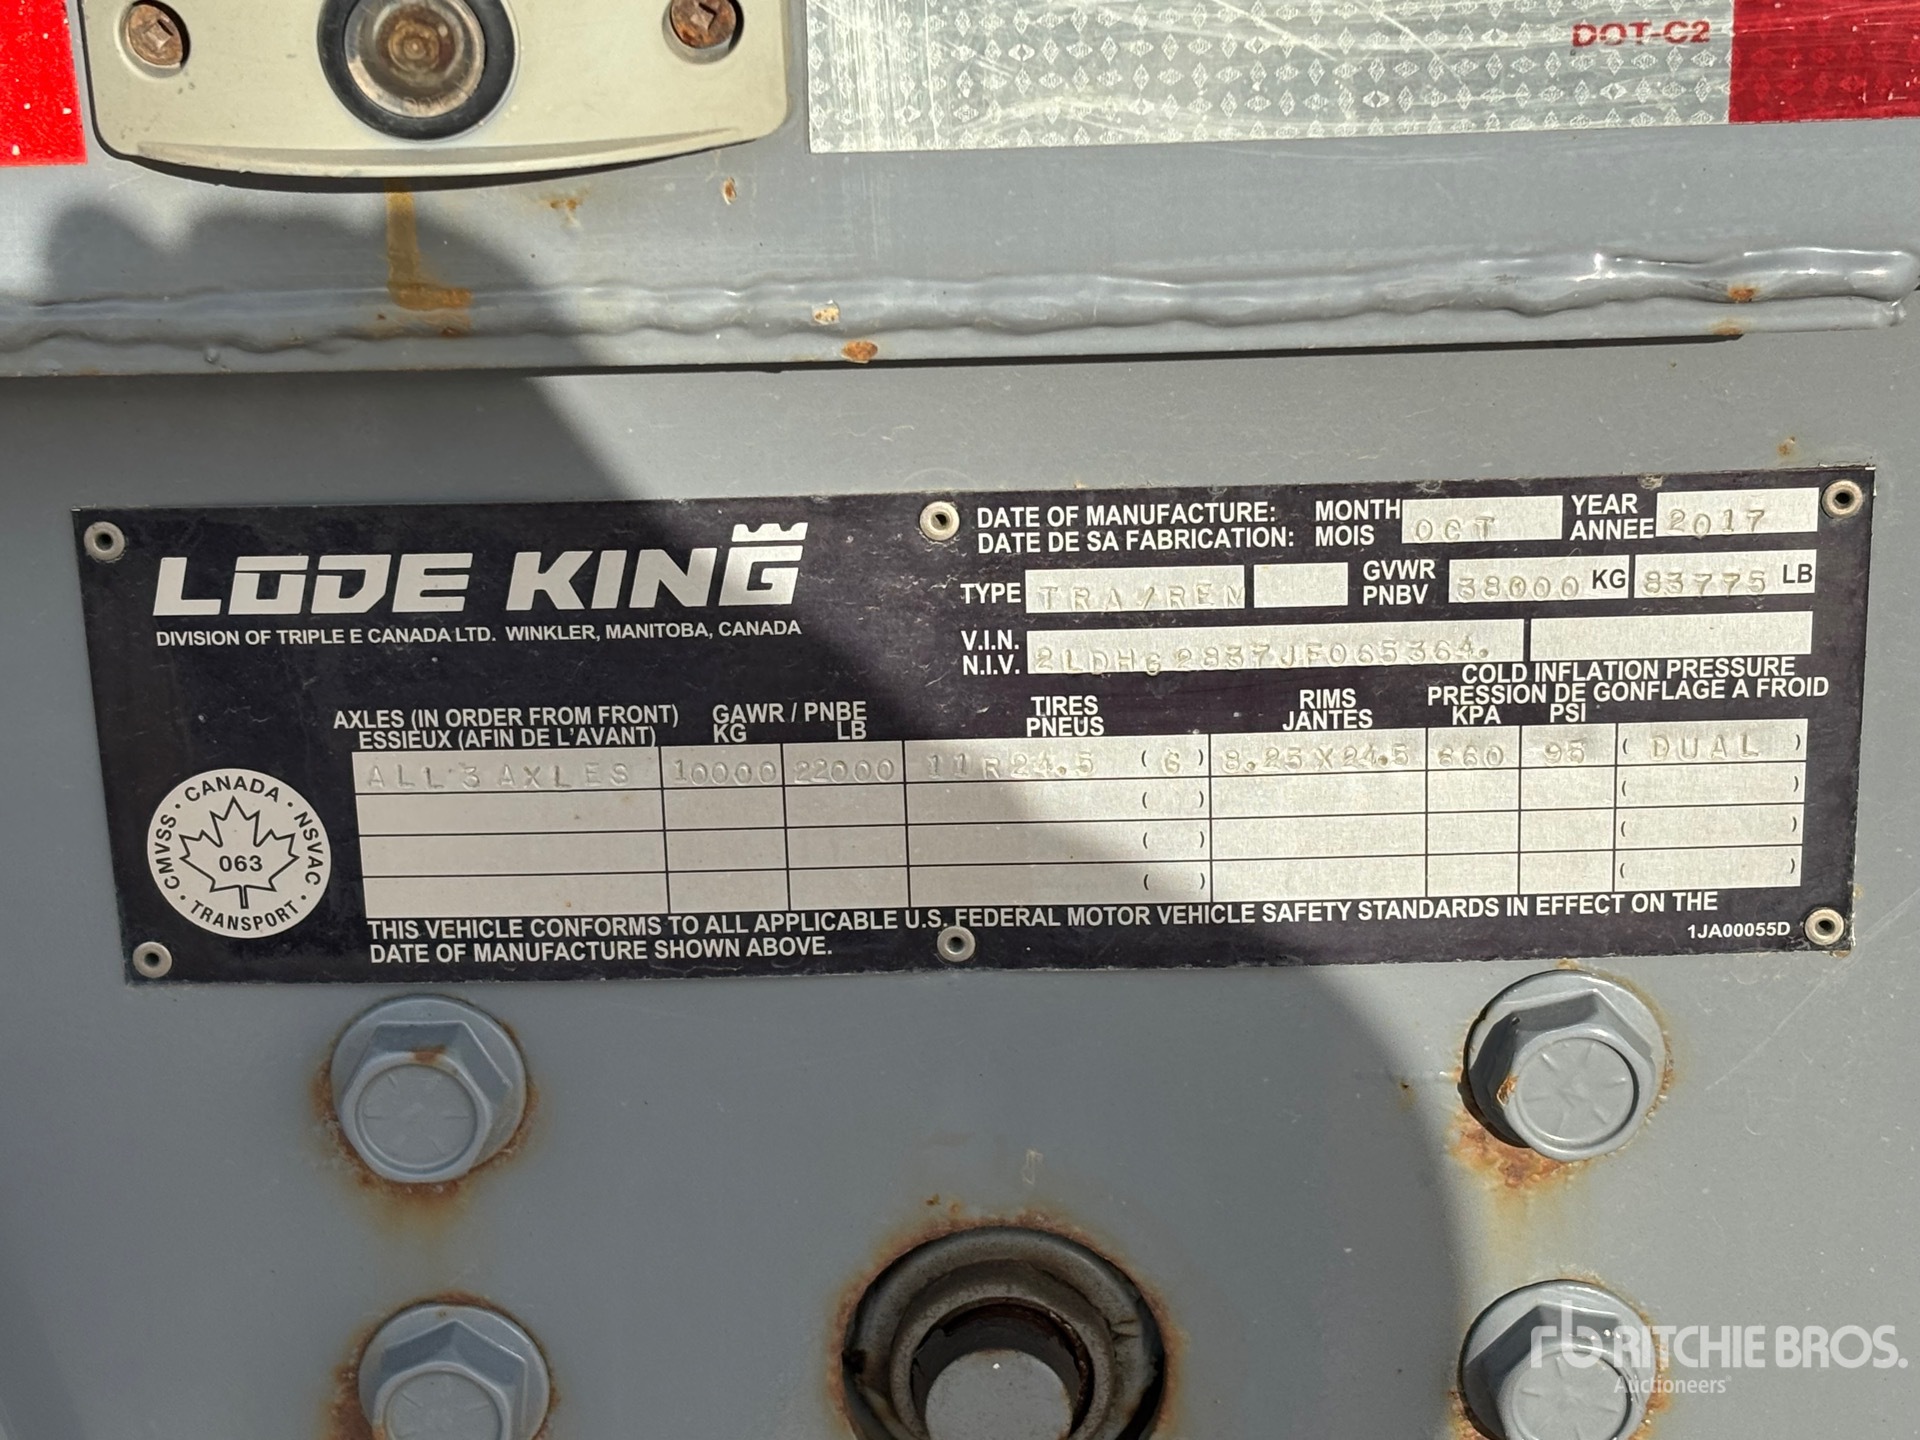 DOT-C2
LODE KING
DIVISION OF TRIPLE E CANADA LTD. WINKLER, MANITOBA, CANADA
DATE OF MANUFACTURE: MONTH OCT YEAR 2017
DATE DE SA FABRICATION: MOIS ANNEE
TYPE TRA/REM GVWR PNBV 38000 KG 83775 LB
V.I.N. N.I.V. 2LDHG2837JF065364.
COLD INFLATION PRESSURE
PRESSION DE GONFLAGE A FROID
AXLES (IN ORDER FROM FRONT) GAWR / PNBE TIRES RIMS
ESSIEUX (AFIN DE L'AVANT) KG LB PNEUS JANTES KPA PSI
ALL 3 AXLES 10000 22000 11R24.5 (6) 8.25X24.5 660 95 ( DUAL )
( ) ( )
( ) ( )
( ) ( )
CMVSS · CANADA · NSVAC · TRANSPORT ·
063
THIS VEHICLE CONFORMS TO ALL APPLICABLE U.S. FEDERAL MOTOR VEHICLE SAFETY STANDARDS IN EFFECT ON THE
DATE OF MANUFACTURE SHOWN ABOVE.
1JA00055D
rb RITCHIE BROS.
Auctioneers